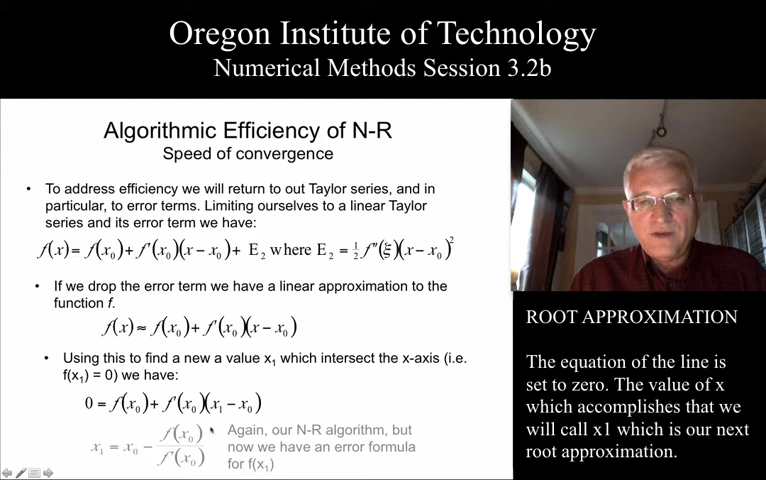 Oregon Institute of Technology
Numerical Methods Session 3.2b
Algorithmic Efficiency of N-R
Speed of convergence
• To address efficiency we will return to out Taylor series, and in
particular, to error terms. Limiting ourselves to a linear Taylor
series and its error term we have:
f(x) = f(x₀) + f'(x₀)(x − x₀) + E₂ where E₂ = ½ f''(ξ)(x − x₀)²
• If we drop the error term we have a linear approximation to the
function f.
f(x) ≈ f(x₀) + f'(x₀)(x − x₀)
• Using this to find a new a value x₁ which intersect the x-axis (i.e.
f(x₁) = 0) we have:
0 = f(x₀) + f'(x₀)(x₁ − x₀)
x₁ = x₀ − f(x₀) / f'(x₀)
Again, our N-R algorithm, but
now we have an error formula
for f(x₁)
ROOT APPROXIMATION
The equation of the line is
set to zero. The value of x
which accomplishes that we
will call x1 which is our next
root approximation.